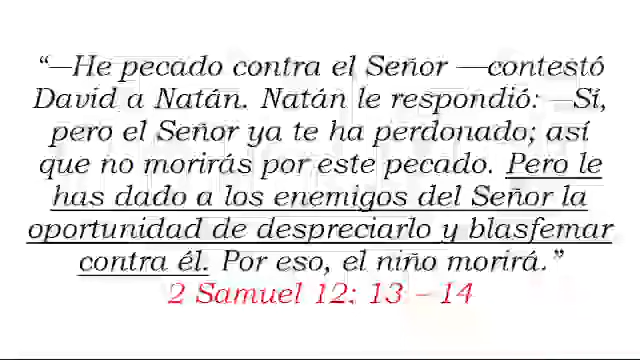 “—He pecado contra el Señor —contestó
David a Natán. Natán le respondió: —Sí,
pero el Señor ya te ha perdonado; así
que no morirás por este pecado. Pero le
has dado a los enemigos del Señor la
oportunidad de despreciarlo y blasfemar
contra él. Por eso, el niño morirá.”
2 Samuel 12: 13 – 14